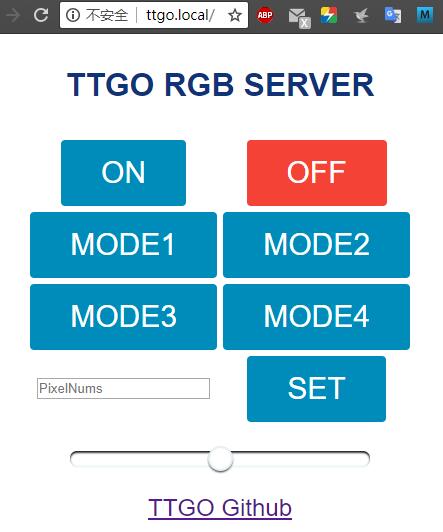 不安全 | ttgo.local/
ABP
X
M
TTGO RGB SERVER
ON OFF
MODE1 MODE2
MODE3 MODE4
PixelNums SET
TTGO Github